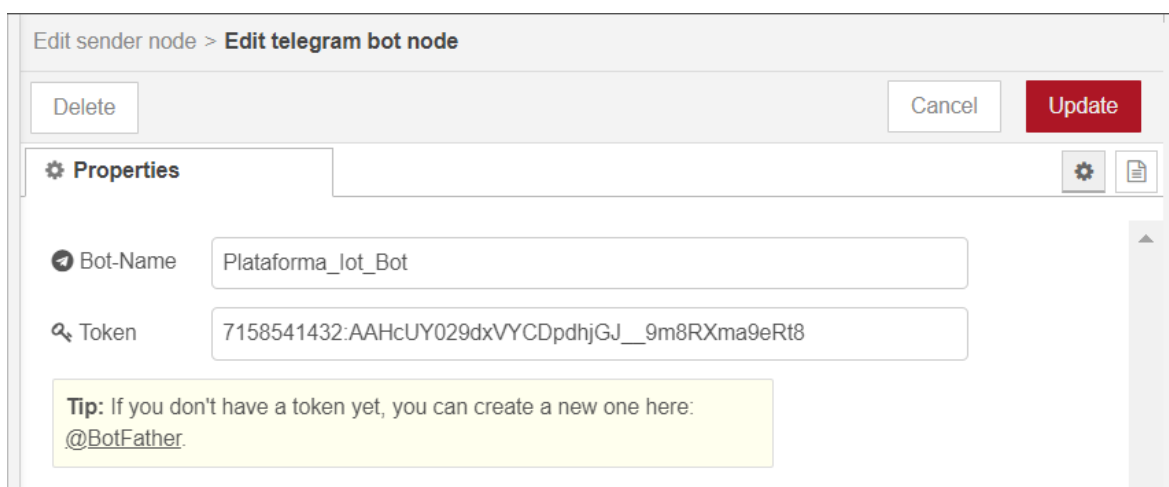 Edit sender node > Edit telegram bot node
Delete
Cancel
Update
Properties
Bot-Name
Plataforma_Iot_Bot
Token
7158541432:AAHcUY029dxVYCDpdhjGJ__9m8RXma9eRt8
Tip: If you don't have a token yet, you can create a new one here:
@BotFather.